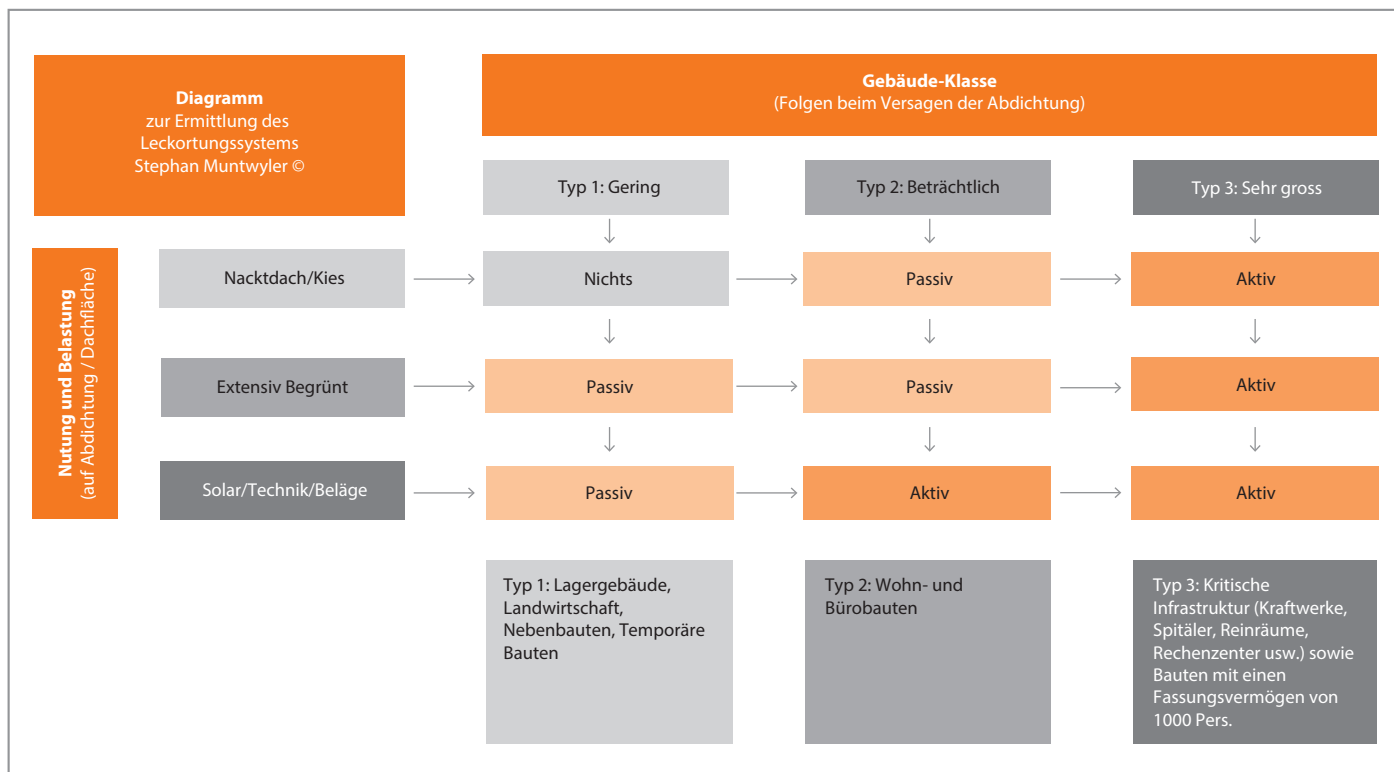 Diagramm
zur Ermittlung des
Leckortungssystems
Stephan Muntwyler ©
Gebäude-Klasse
(Folgen beim Versagen der Abdichtung)
Typ 1: Gering
Typ 2: Beträchtlich
Typ 3: Sehr gross
Nutung und Belastung
(auf Abdichtung / Dachfläche)
Nacktdach/Kies
Nichts
Passiv
Aktiv
Extensiv Begrünt
Passiv
Passiv
Aktiv
Solar/Technik/Beläge
Passiv
Aktiv
Aktiv
Typ 1: Lagergebäude,
Landwirtschaft,
Nebenbauten, Temporäre
Bauten
Typ 2: Wohn- und
Bürobauten
Typ 3: Kritische
Infrastruktur (Kraftwerke,
Spitäler, Reinräume,
Rechenzenter usw.) sowie
Bauten mit einen
Fassungsvermögen von
1000 Pers.